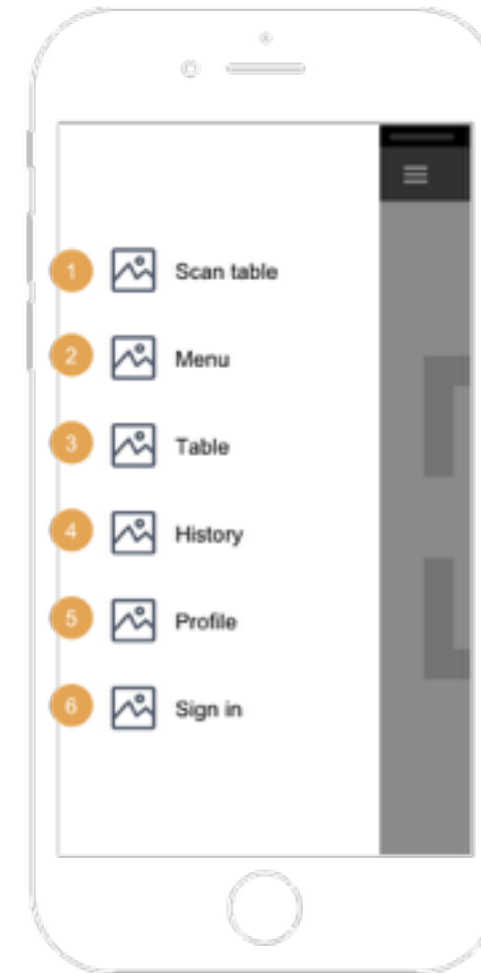 1 Scan table
2 Menu
3 Table
4 History
5 Profile
6 Sign in